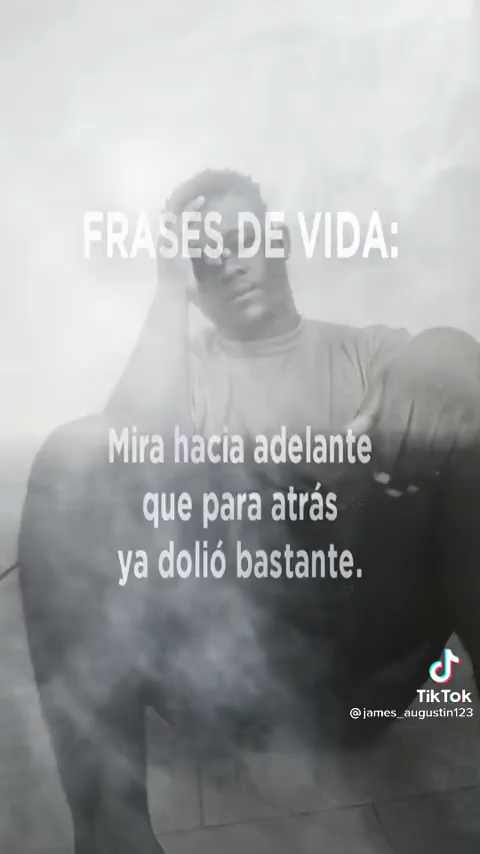 FRASES DE VIDA:
Mira hacia adelante
que para atrás
ya dolió bastante.
TikTok
@james_augustin123